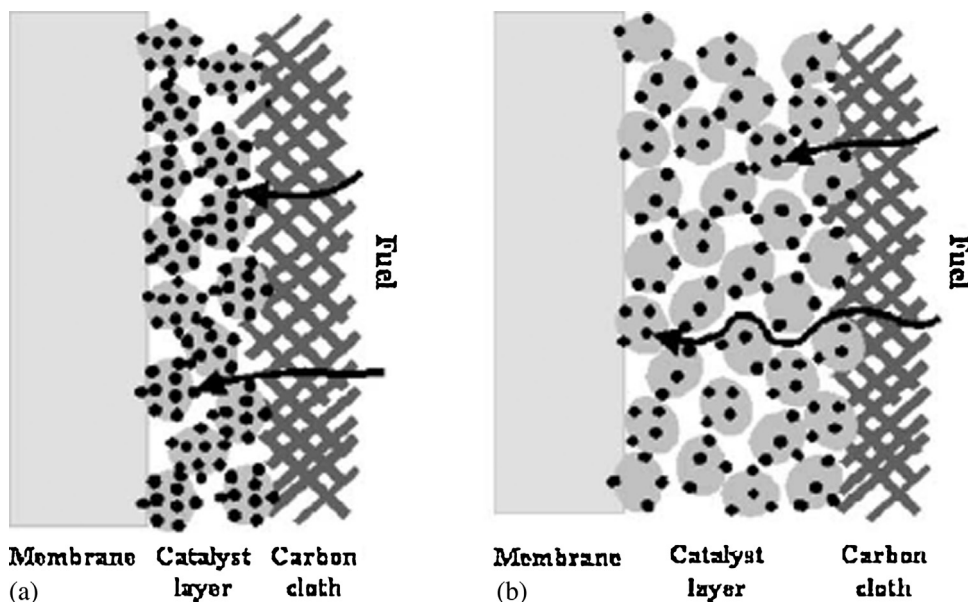 Fuel
Membrane Catalyst layer Carbon cloth
(a)
Fuel
Membrane Catalyst layer Carbon cloth
(b)